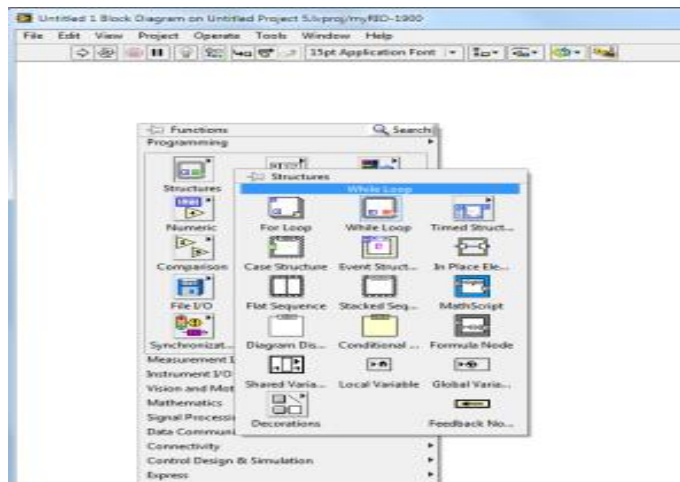 Untitled 1 Block Diagram on Untitled Project 5.lvproj/myRIO-1900
File Edit View Project Operate Tools Window Help
15pt Application Font
Functions Search
Programming
Structures
While Loop
Structures
For Loop While Loop Timed Struct...
Numeric
Case Structure Event Struct... In Place Ele...
Comparison
Flat Sequence Stacked Seq... MathScript
File I/O
Diagram Dis... Conditional ... Formula Node
Synchronizat...
Measurement I
Shared Varia... Local Variable Global Varia...
Instrument I/O
Vision and Mot
Mathematics
Decorations Feedback No...
Signal Processi
Data Communi
Connectivity
Control Design & Simulation
Express